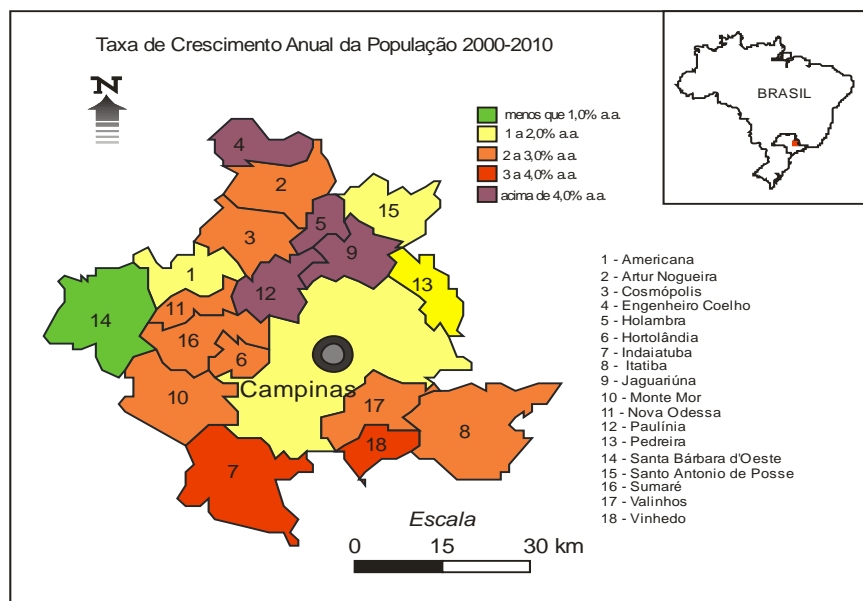 Taxa de Crescimento Anual da População 2000-2010
N
menos que 1,0% a.a.
1 a 2,0% a.a.
2 a 3,0% a.a.
3 a 4,0% a.a.
acima de 4,0% a.a.
BRASIL
4
2
15
5
3
9
1
13
12
14
11
16
6
Campinas
10
17
8
18
7
1 - Americana
2 - Artur Nogueira
3 - Cosmópolis
4 - Engenheiro Coelho
5 - Holambra
6 - Hortolândia
7 - Indaiatuba
8 - Itatiba
9 - Jaguariúna
10 - Monte Mor
11 - Nova Odessa
12 - Paulínia
13 - Pedreira
14 - Santa Bárbara d'Oeste
15 - Santo Antonio de Posse
16 - Sumaré
17 - Valinhos
18 - Vinhedo
Escala
0 15 30 km